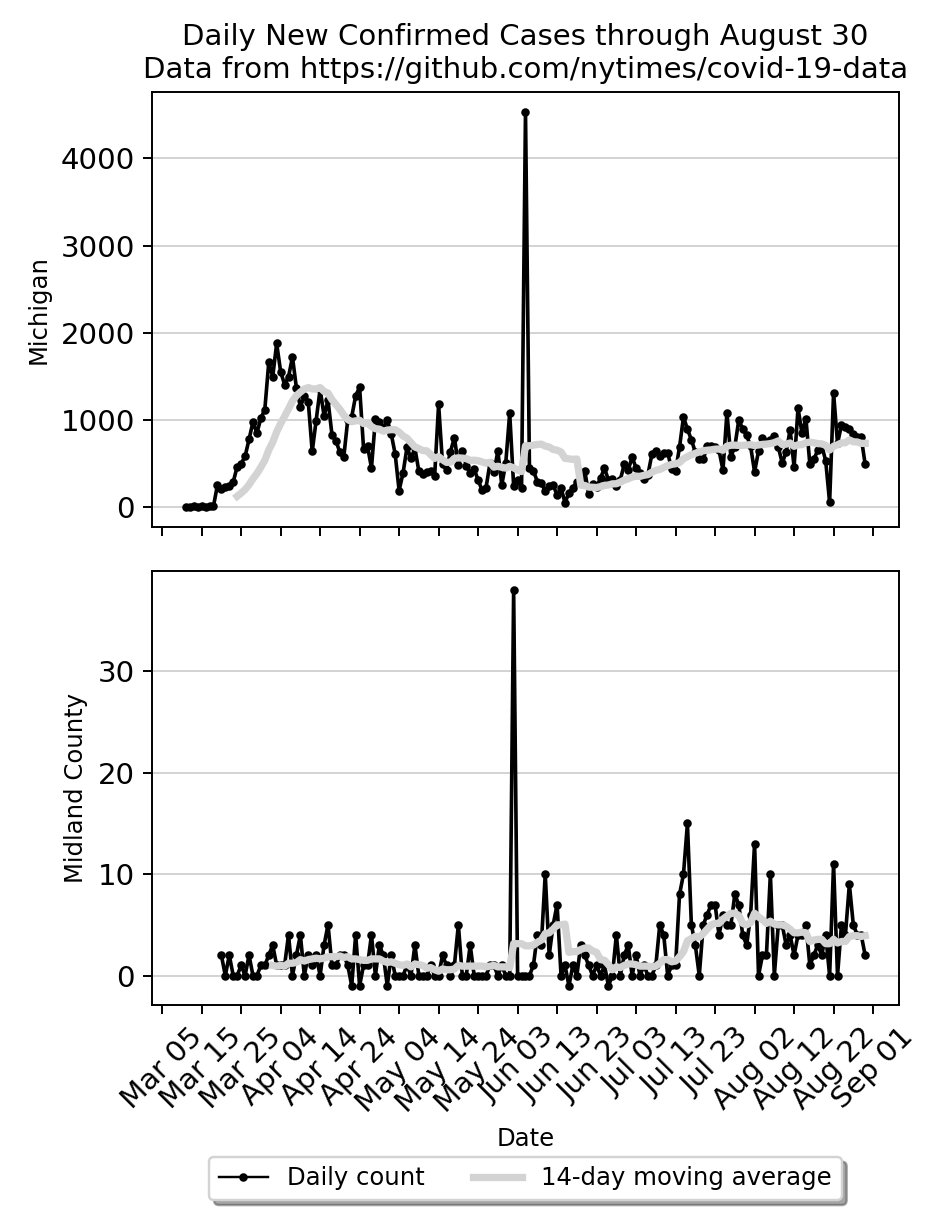 Daily New Confirmed Cases through August 30
Data from https://github.com/nytimes/covid-19-data
4000
3000
2000
1000
0
Michigan
30
20
10
0
Midland County
Mar 05
Mar 15
Mar 25
Apr 04
Apr 14
Apr 24
May 04
May 14
May 24
Jun 03
Jun 13
Jun 23
Jul 03
Jul 13
Jul 23
Aug 02
Aug 12
Aug 22
Sep 01
Date
Daily count
14-day moving average